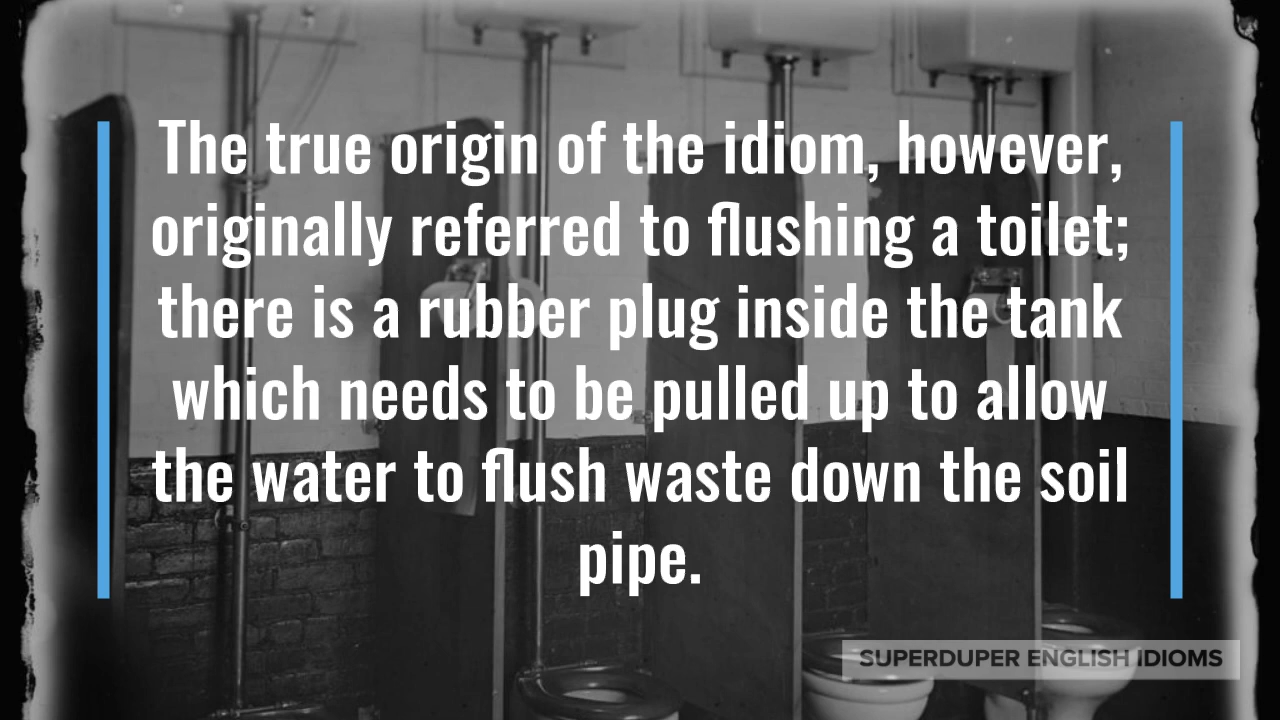 The true origin of the idiom, however,
originally referred to flushing a toilet;
there is a rubber plug inside the tank
which needs to be pulled up to allow
the water to flush waste down the soil
pipe.
SUPERDUPER ENGLISH IDIOMS